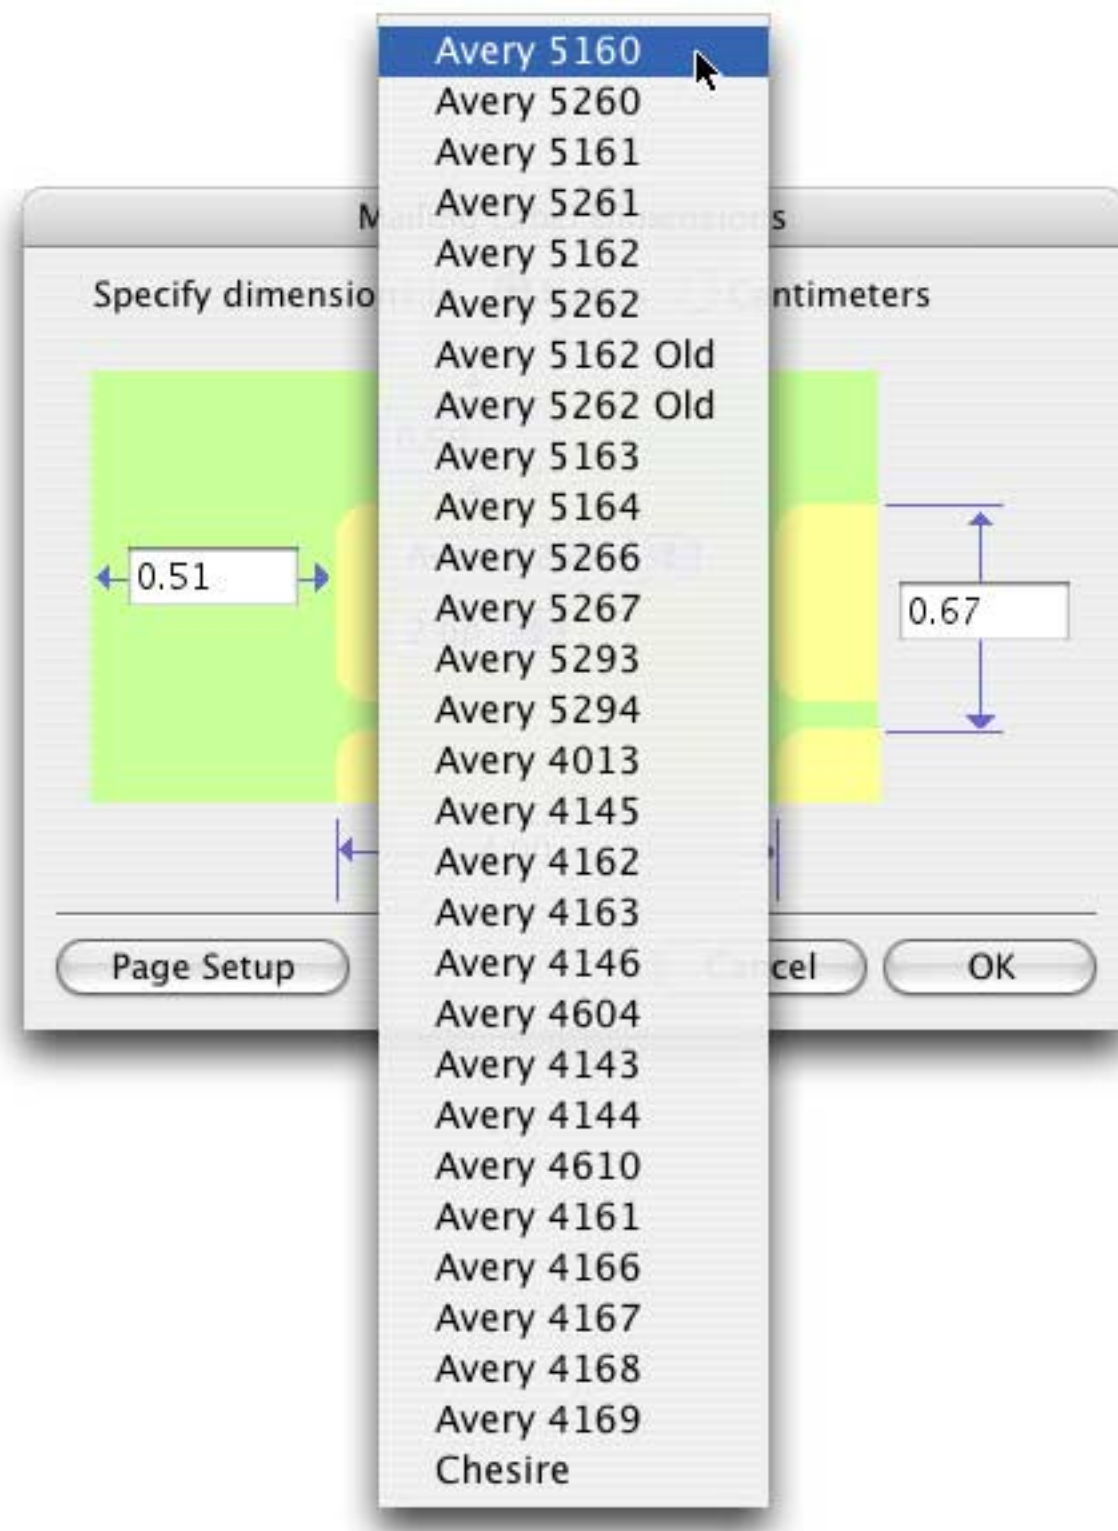 Avery 5160
Avery 5260
Avery 5161
Avery 5261
Avery 5162
Avery 5262
Avery 5162 Old
Avery 5262 Old
Avery 5163
Avery 5164
Avery 5266
Avery 5267
Avery 5293
Avery 5294
Avery 4013
Avery 4145
Avery 4162
Avery 4163
Avery 4146
Avery 4604
Avery 4143
Avery 4144
Avery 4610
Avery 4161
Avery 4166
Avery 4167
Avery 4168
Avery 4169
Chesire
Specify
Centimeters
0.51
0.67
Page Setup
Cancel
OK